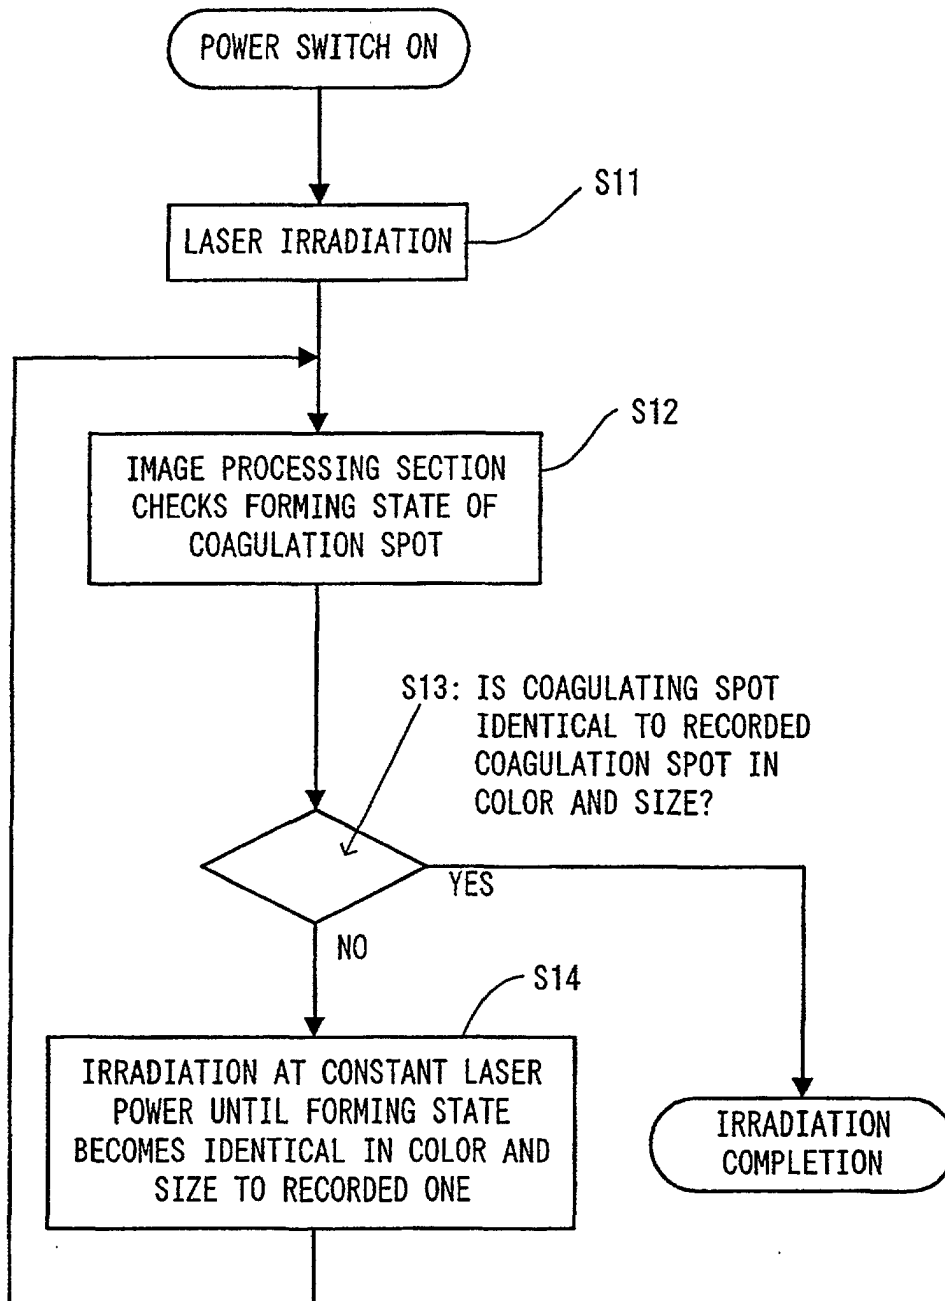 POWER SWITCH ON
S11
LASER IRRADIATION
S12
IMAGE PROCESSING SECTION
CHECKS FORMING STATE OF
COAGULATION SPOT
S13: IS COAGULATING SPOT
IDENTICAL TO RECORDED
COAGULATION SPOT IN
COLOR AND SIZE?
YES
NO
S14
IRRADIATION AT CONSTANT LASER
POWER UNTIL FORMING STATE
BECOMES IDENTICAL IN COLOR AND
SIZE TO RECORDED ONE
IRRADIATION
COMPLETION